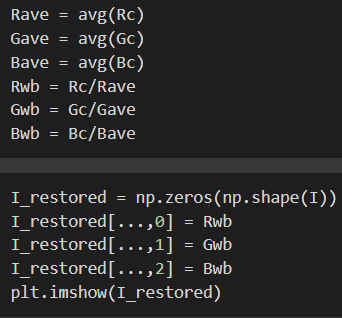 Rave = avg(Rc)
Gave = avg(Gc)
Bave = avg(Bc)
Rwb = Rc/Rave
Gwb = Gc/Gave
Bwb = Bc/Bave
I_restored = np.zeros(np.shape(I))
I_restored[...,0] = Rwb
I_restored[...,1] = Gwb
I_restored[...,2] = Bwb
plt.imshow(I_restored)